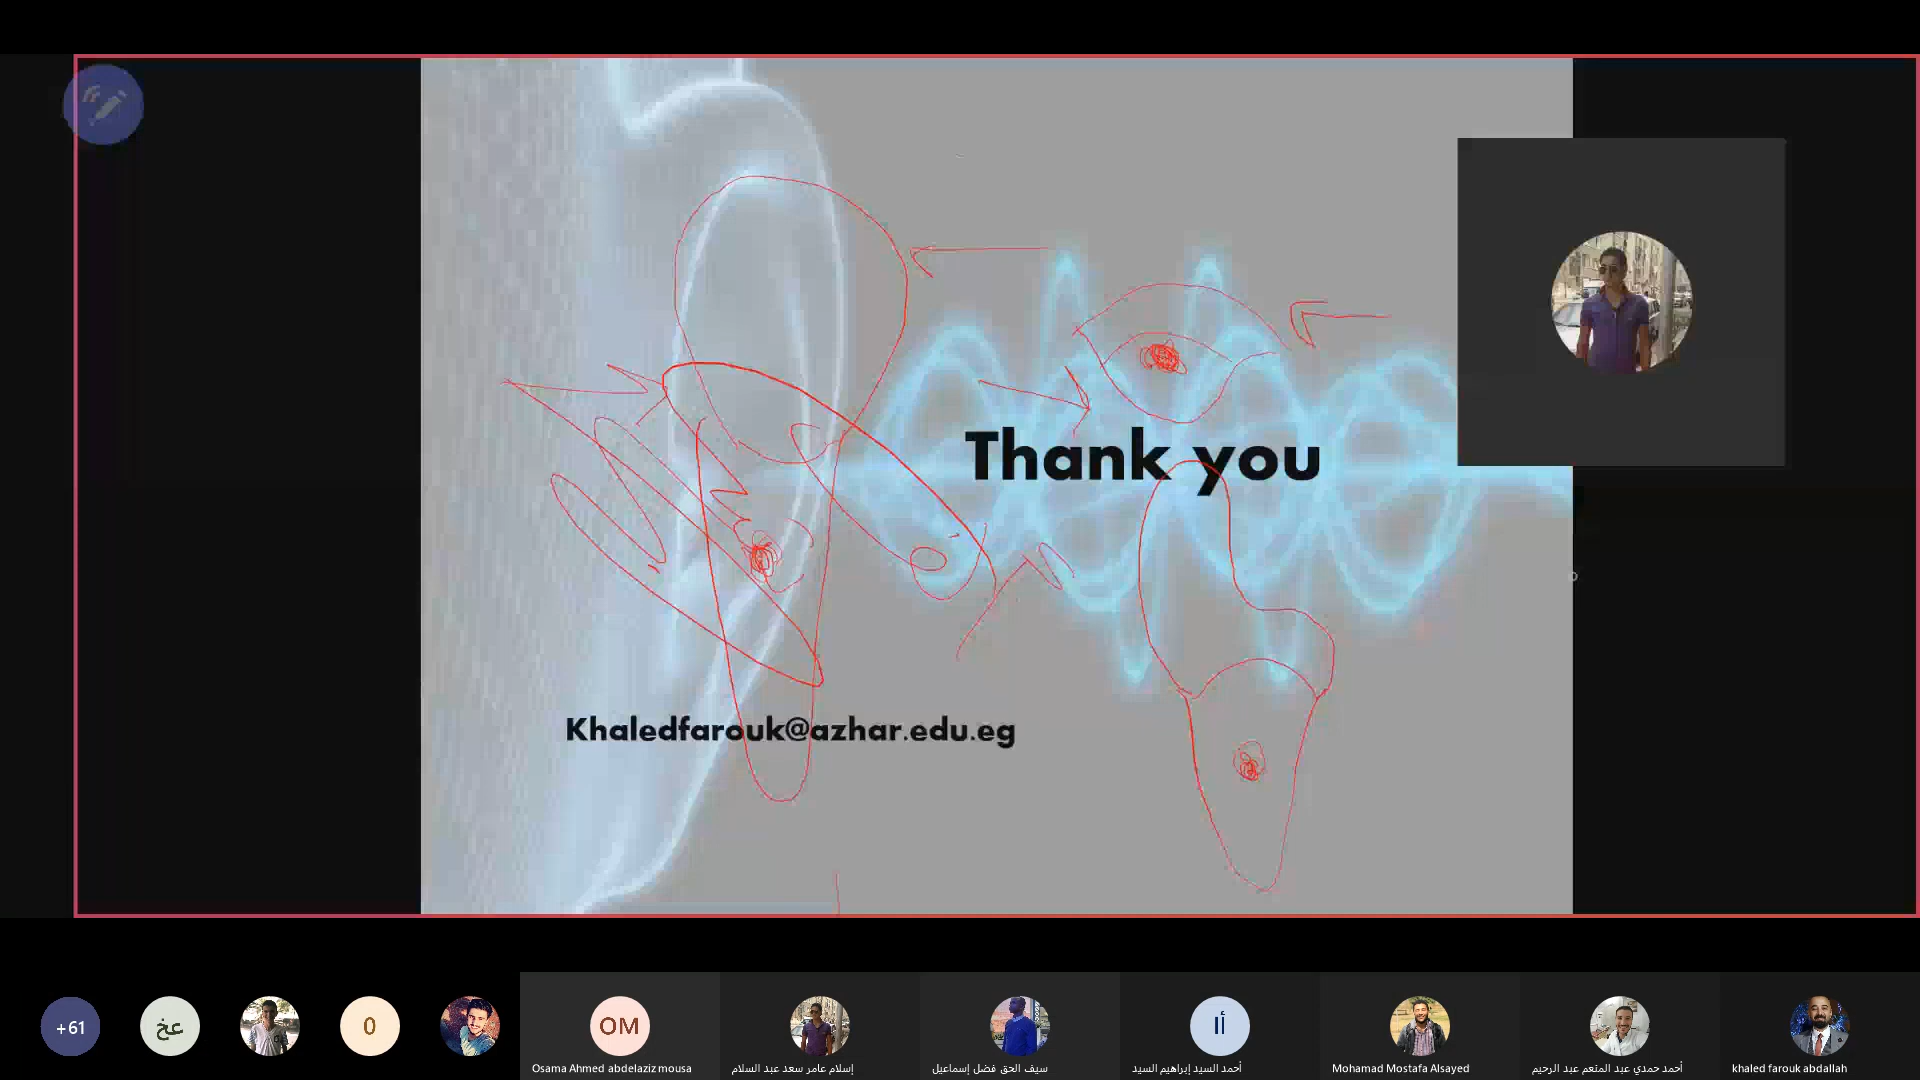 Thank you
Khaledfarouk@azhar.edu.eg
+61
عخ
0
OM
أا
Osama Ahmed abdelaziz mousa
إسلام عامر سعد عبد السلام
سيف الحق فضل إسماعيل
أحمد السيد إبراهيم السيد
Mohamad Mostafa Alsayed
أحمد حمدي عبد المنعم عبد الرحيم
khaled farouk abdallah